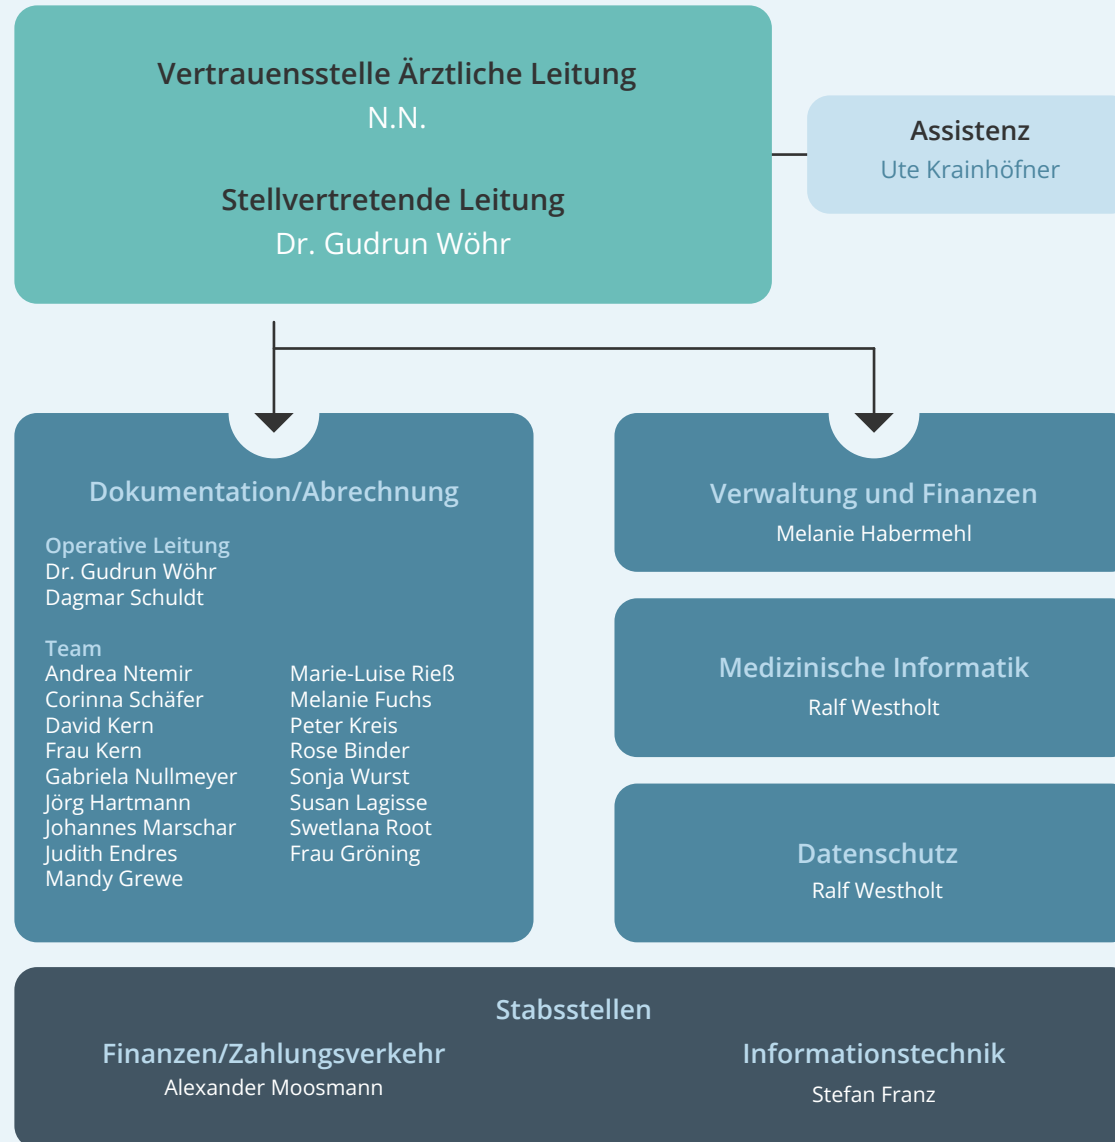 Vertrauensstelle Ärztliche Leitung
N.N.
Stellvertretende Leitung
Dr. Gudrun Wöhr
Assistenz
Ute Krainhöfner
Dokumentation/Abrechnung
Operative Leitung
Dr. Gudrun Wöhr
Dagmar Schuldt
Team
Andrea Ntemir
Corinna Schäfer
David Kern
Frau Kern
Gabriela Nullmeyer
Jörg Hartmann
Johannes Marschar
Judith Endres
Mandy Grewe
Marie-Luise Rieß
Melanie Fuchs
Peter Kreis
Rose Binder
Sonja Wurst
Susan Lagisse
Swetlana Root
Frau Gröning
Verwaltung und Finanzen
Melanie Habermehl
Medizinische Informatik
Ralf Westholt
Datenschutz
Ralf Westholt
Stabsstellen
Finanzen/Zahlungsverkehr
Alexander Moosmann
Informationstechnik
Stefan Franz